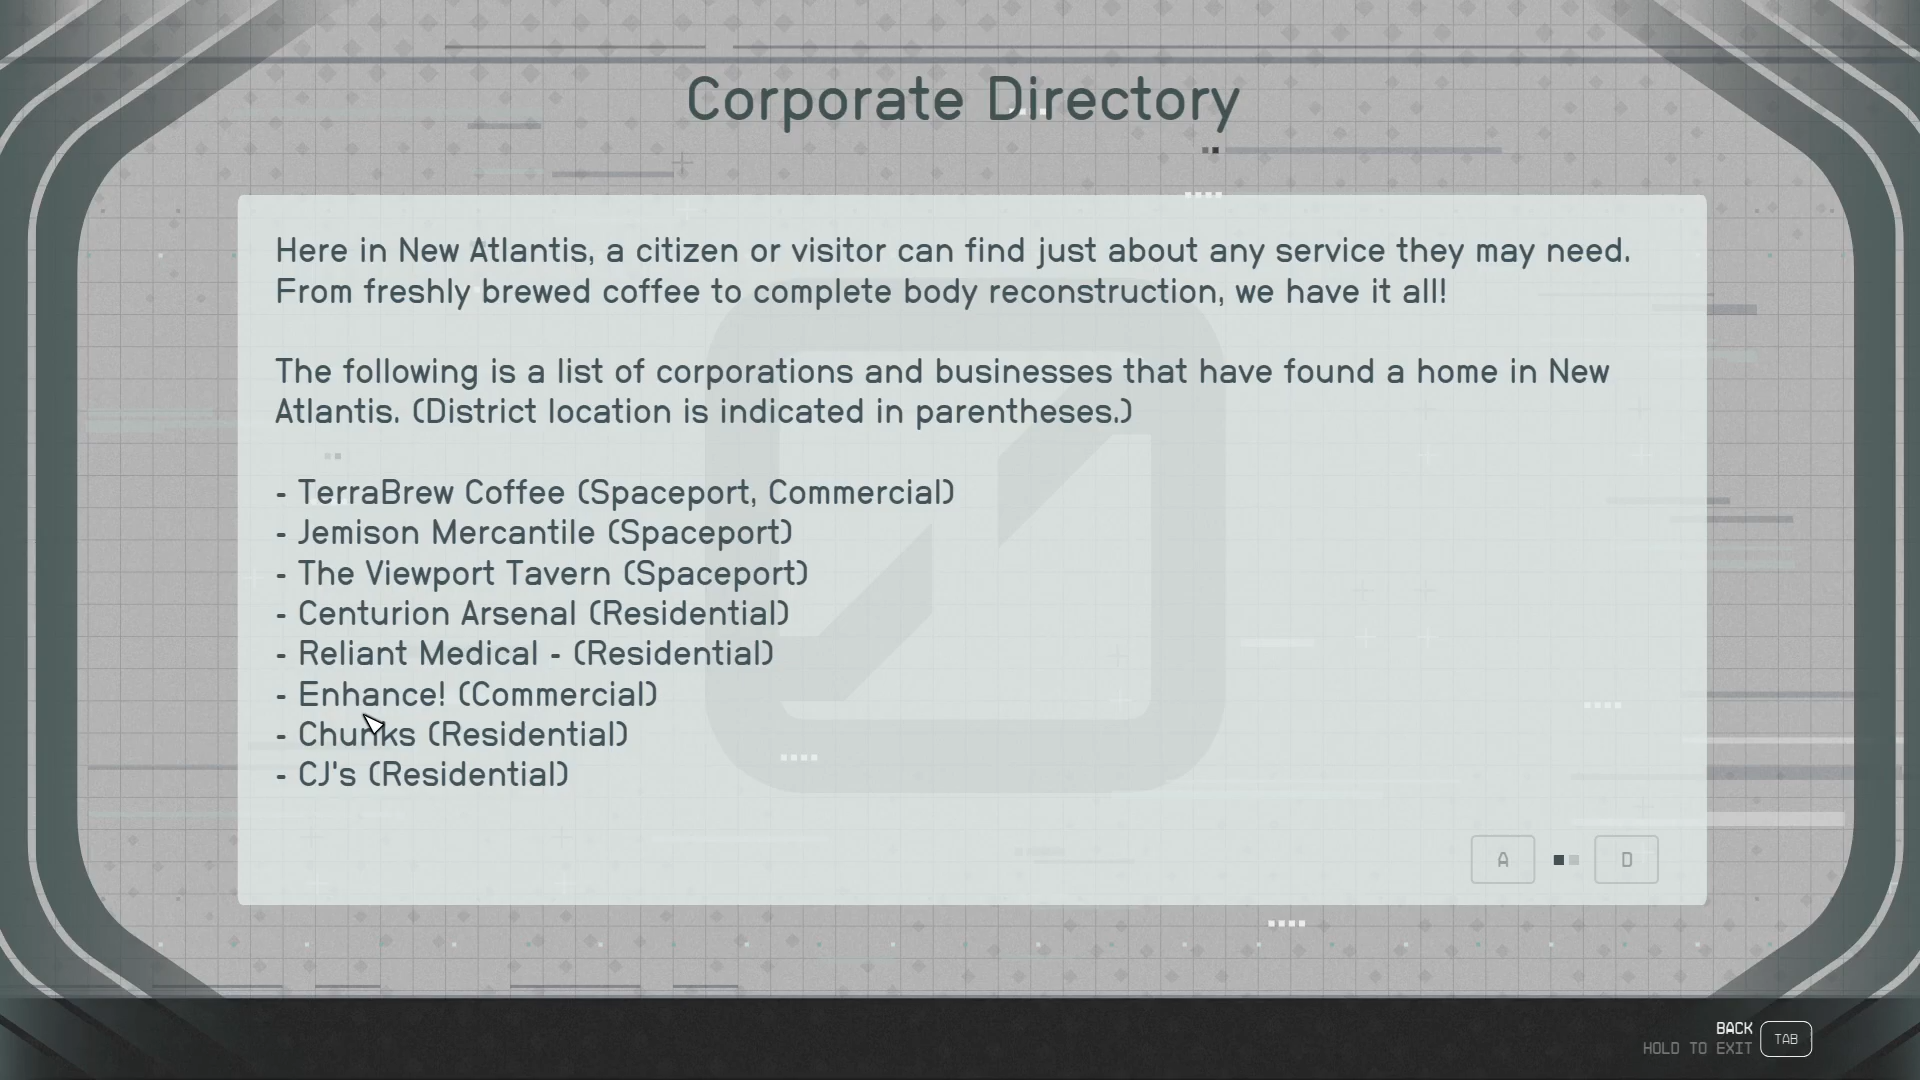 Corporate Directory
Here in New Atlantis, a citizen or visitor can find just about any service they may need.
From freshly brewed coffee to complete body reconstruction, we have it all!
The following is a list of corporations and businesses that have found a home in New
Atlantis. (District location is indicated in parentheses.)
- TerraBrew Coffee (Spaceport, Commercial)
- Jemison Mercantile (Spaceport)
- The Viewport Tavern (Spaceport)
- Centurion Arsenal (Residential)
- Reliant Medical - (Residential)
- Enhance! (Commercial)
- Chunks (Residential)
- CJ's (Residential)
A D
BACK
HOLD TO EXIT TAB